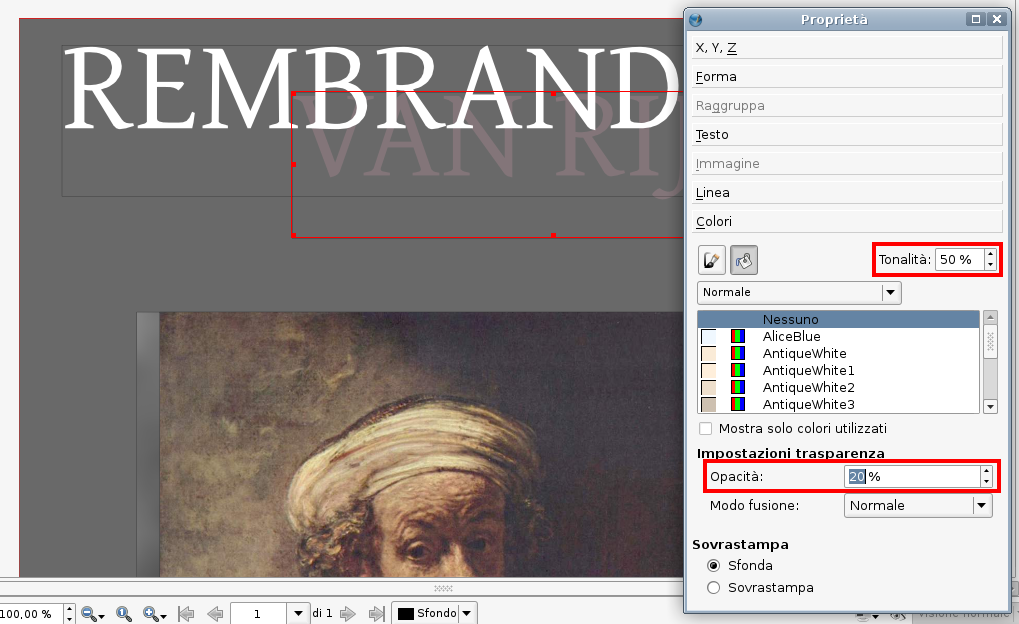 REMBRAND
VAN RIJ
Proprietà
X, Y, Z
Forma
Raggruppa
Testo
Immagine
Linea
Colori
Tonalità: 50 %
Normale
Nessuno
AliceBlue
AntiqueWhite
AntiqueWhite1
AntiqueWhite2
AntiqueWhite3
Mostra solo colori utilizzati
Impostazioni trasparenza
Opacità: 20 %
Modo fusione: Normale
Sovrastampa
Sfonda
Sovrastampa
100,00 % 1 di 1 Sfondo Visione normale